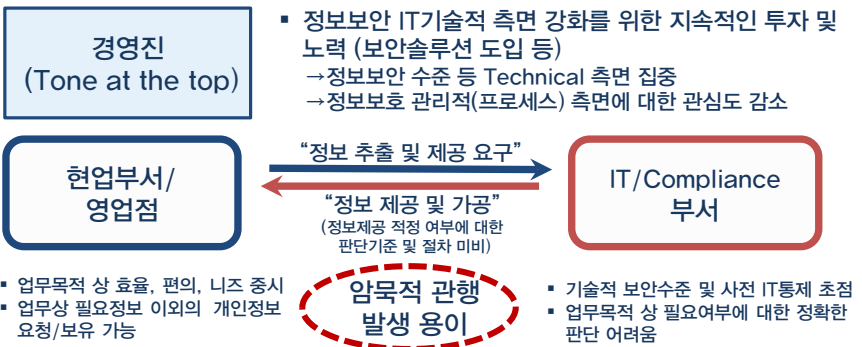 경영진
(Tone at the top)
▪ 정보보안 IT기술적 측면 강화를 위한 지속적인 투자 및
노력 (보안솔루션 도입 등)
→정보보안 수준 등 Technical 측면 집중
→정보보호 관리적(프로세스) 측면에 대한 관심도 감소
현업부서/
영업점
“정보 추출 및 제공 요구”
“정보 제공 및 가공”
(정보제공 적정 여부에 대한
판단기준 및 절차 미비)
IT/Compliance
부서
▪ 업무목적 상 효율, 편의, 니즈 중시
▪ 업무상 필요정보 이외의 개인정보
요청/보유 가능
암묵적 관행
발생 용이
▪ 기술적 보안수준 및 사전 IT통제 초점
▪ 업무목적 상 필요여부에 대한 정확한
판단 어려움